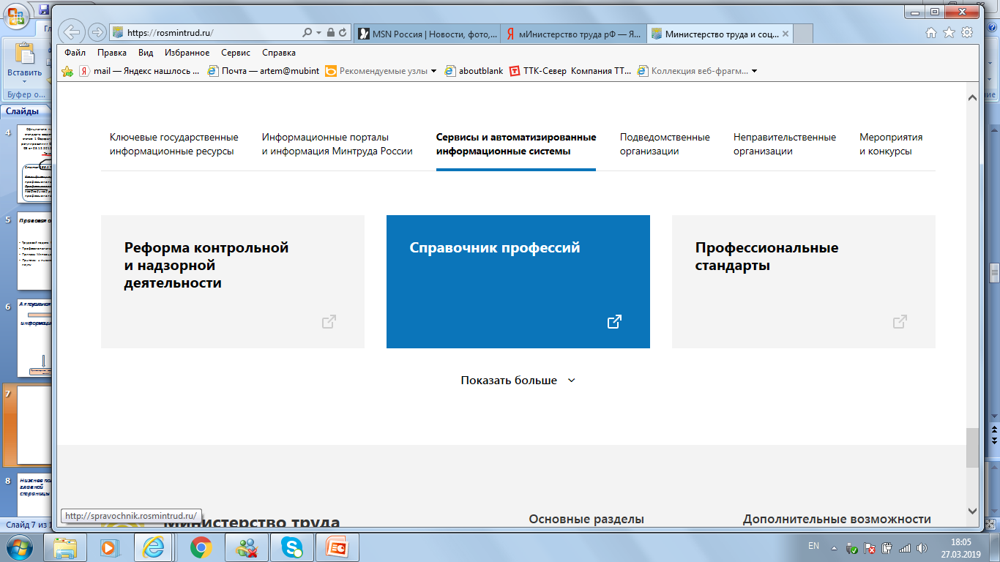 https://rosmintrud.ru/
MSN Россия | Новости, фото,...
мИнистерство труда рФ — Я...
Министерство труда и соц...
Файл Правка Вид Избранное Сервис Справка
mail — Яндекс нашлось ...
Почта — artem@mubint
Рекомендуемые узлы
aboutblank
ТТК-Север Компания ТТ...
Коллекция веб-фрагм...
Вставить
Буфер о...
Слайды
4
5
6
7
8
Нижнее
главной
страницы
Слайд 7 из
Ключевые государственные
информационные ресурсы
Информационные порталы
и информация Минтруда России
Сервисы и автоматизированные
информационные системы
Подведомственные
организации
Неправительственные
организации
Мероприятия
и конкурсы
Реформа контрольной
и надзорной
деятельности
Справочник профессий
Профессиональные
стандарты
Показать больше
http://spravochnik.rosmintrud.ru/
Министерство труда
Основные разделы
Дополнительные возможности
EN
18:05
27.03.2019